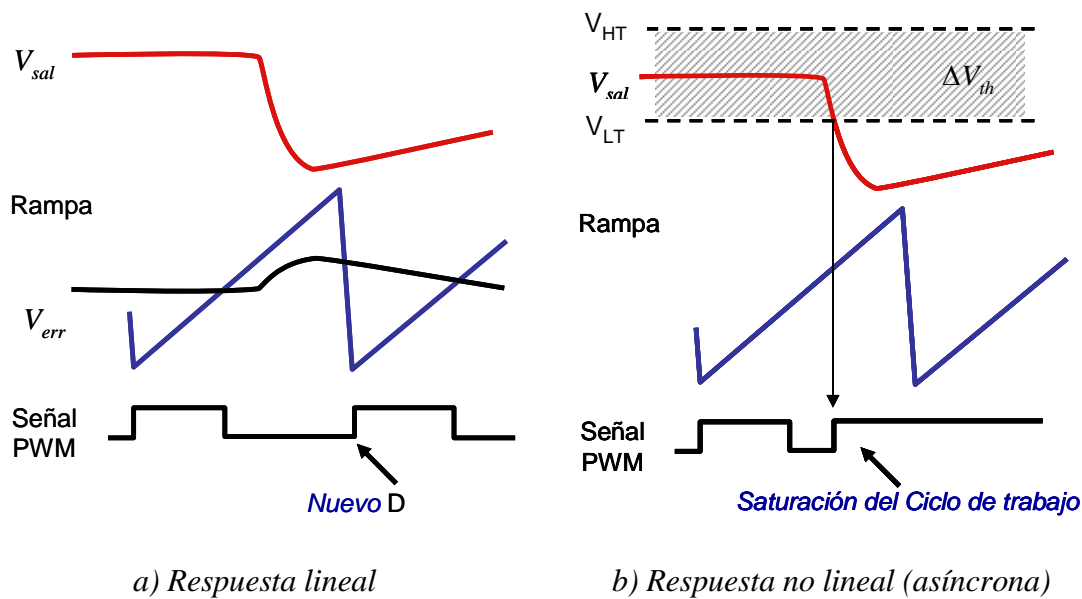 V_sal
Rampa
V_err
Señal
PWM
Nuevo D
a) Respuesta lineal
V_HT
V_sal
ΔV_th
V_LT
Rampa
Señal
PWM
Saturación del Ciclo de trabajo
b) Respuesta no lineal (asíncrona)